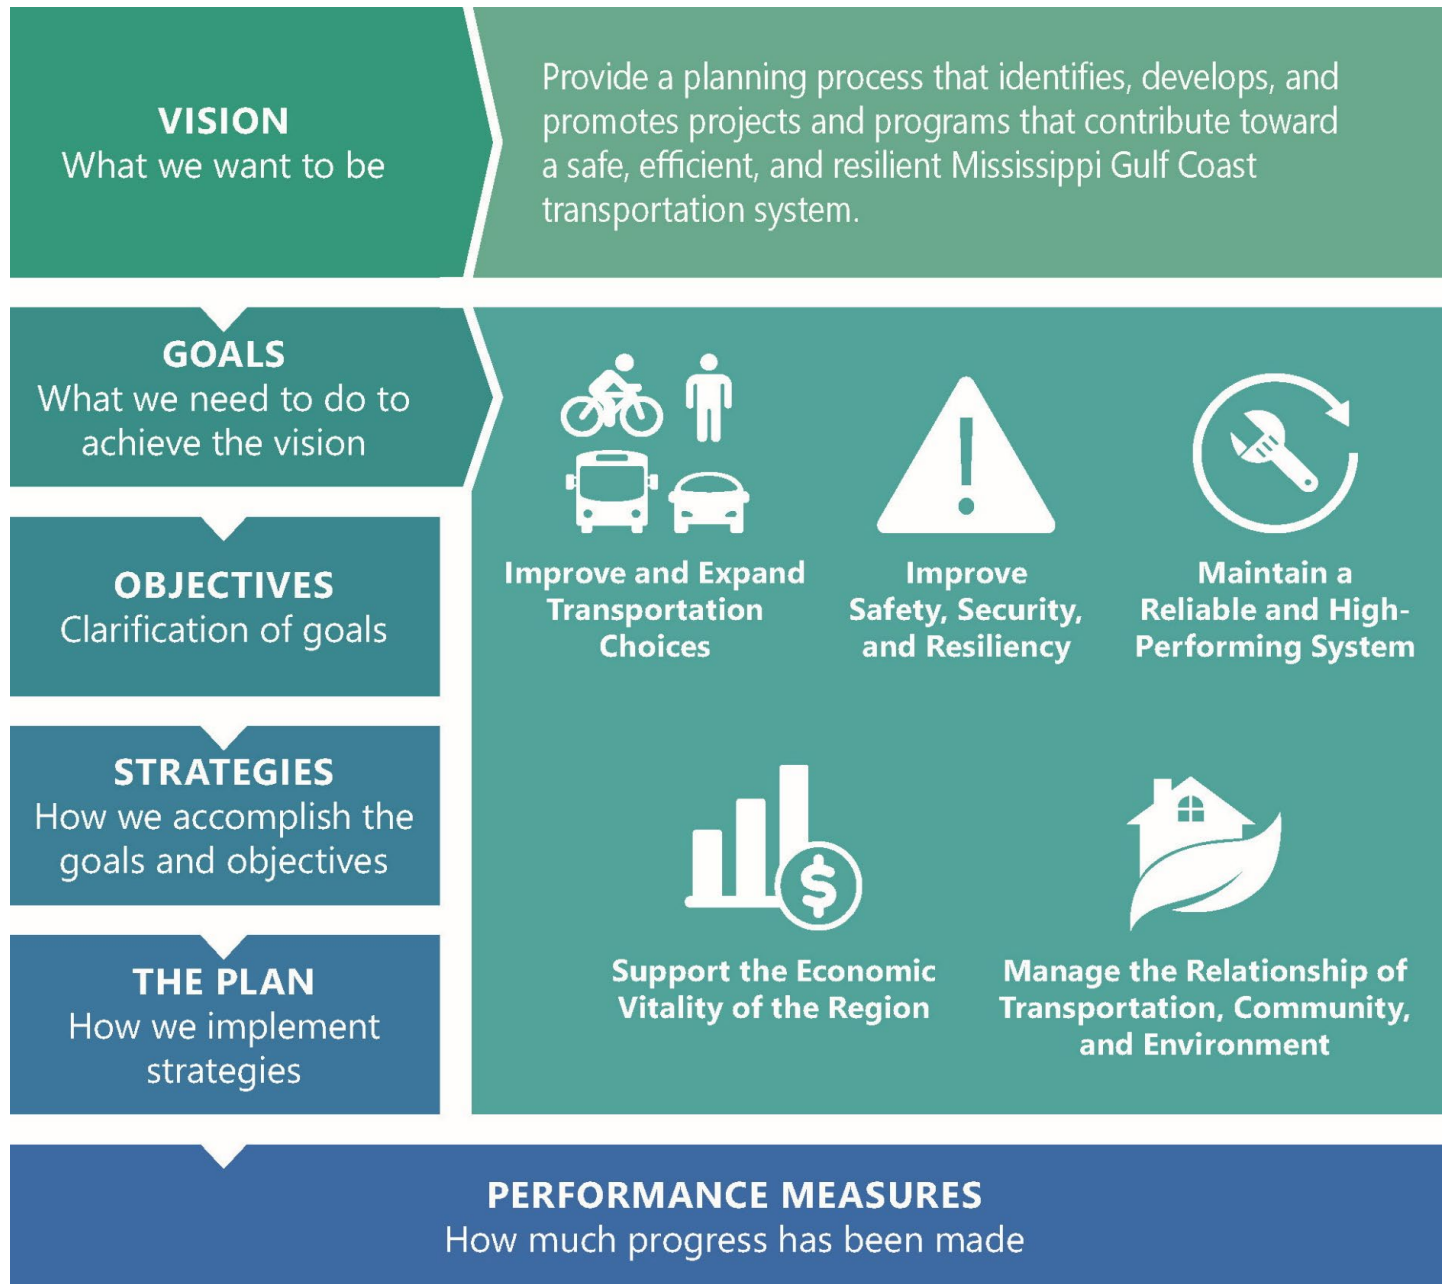 VISION
What we want to be
Provide a planning process that identifies, develops, and
promotes projects and programs that contribute toward
a safe, efficient, and resilient Mississippi Gulf Coast
transportation system.
GOALS
What we need to do to
achieve the vision
OBJECTIVES
Clarification of goals
STRATEGIES
How we accomplish the
goals and objectives
THE PLAN
How we implement
strategies
Improve and Expand
Transportation
Choices
Improve
Safety, Security,
and Resiliency
Maintain a
Reliable and High-
Performing System
$
Support the Economic
Vitality of the Region
Manage the Relationship of
Transportation, Community,
and Environment
PERFORMANCE MEASURES
How much progress has been made